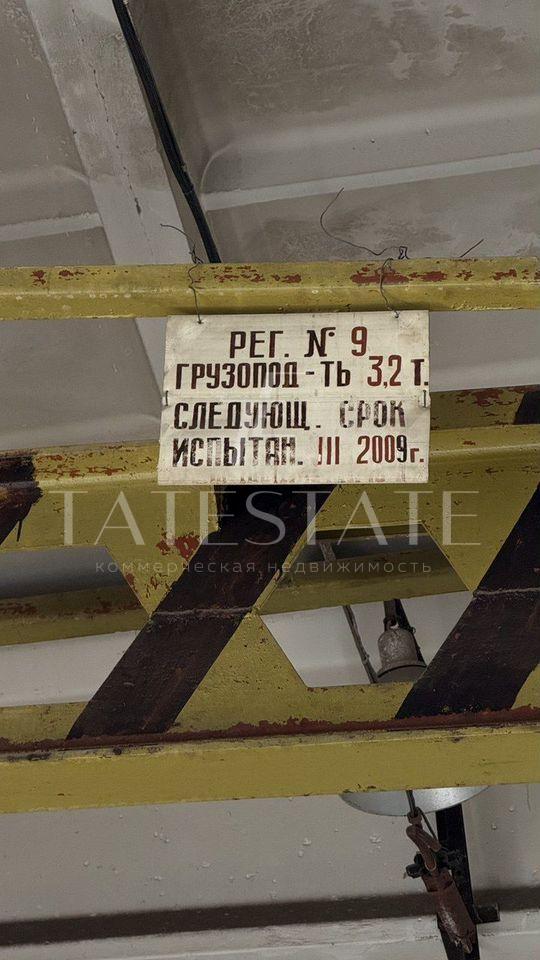 РЕГ. № 9
ГРУЗОПОД-ТЬ 3,2 Т.
СЛЕДУЮЩ. СРОК
ИСПЫТАН. III 2009г.
TATESTATE
коммерческая недвижимость